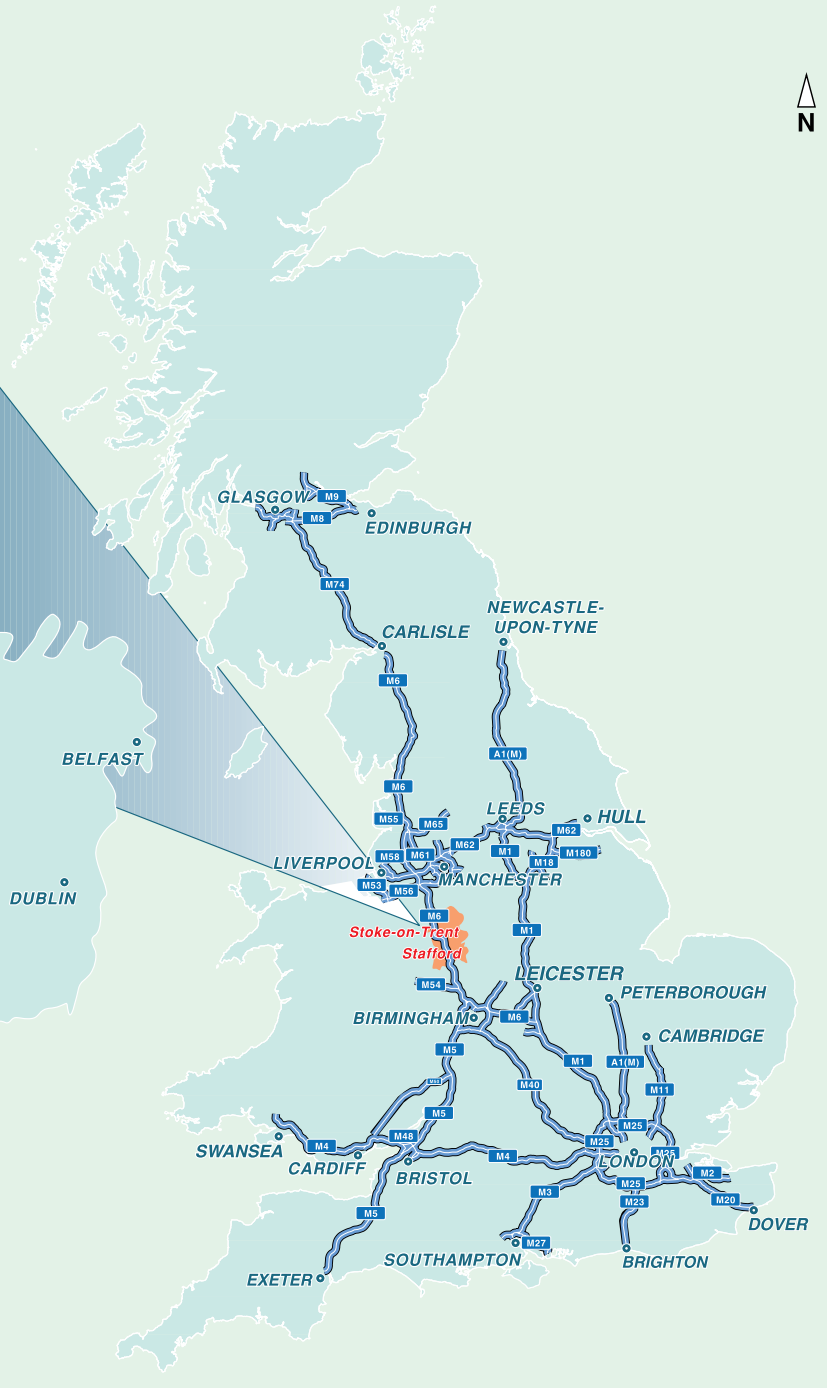 N
M9
GLASGOW
M8
EDINBURGH
M74
NEWCASTLE-
UPON-TYNE
CARLISLE
M6
BELFAST
A1(M)
M6
LEEDS
M55
M65
HULL
M62
M62
M1
M180
M58
M61
M18
LIVERPOOL
MANCHESTER
M53
M56
DUBLIN
M6
M1
Stoke-on-Trent
Stafford
LEICESTER
M54
PETERBOROUGH
BIRMINGHAM
M6
CAMBRIDGE
M5
M1
A1(M)
M40
M11
M5
M25
M48
M25
M4
SWANSEA
M25
M4
LONDON
CARDIFF
M2
BRISTOL
M25
M3
M23
M20
M5
DOVER
M27
SOUTHAMPTON
BRIGHTON
EXETER